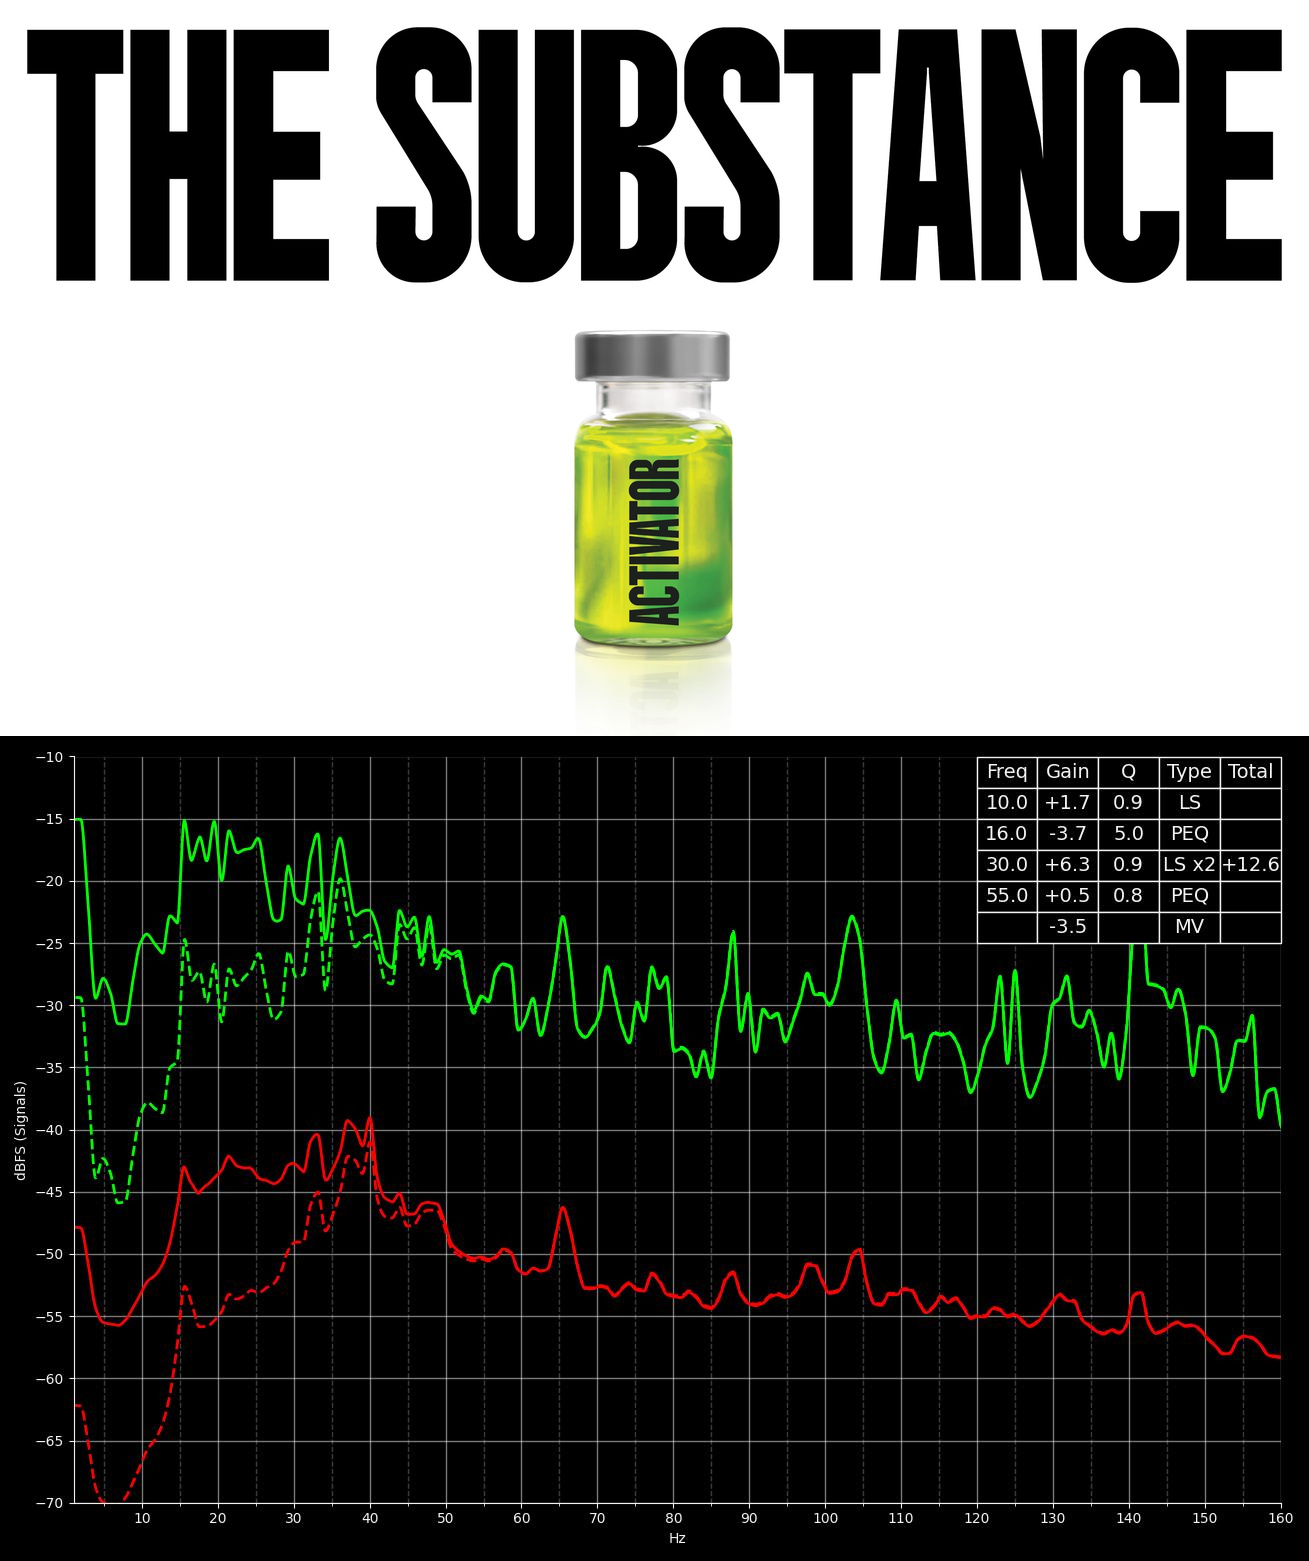 THE SUBSTANCE
ACTIVATOR
Freq Gain Q Type Total
10.0 +1.7 0.9 LS
16.0 -3.7 5.0 PEQ
30.0 +6.3 0.9 LS x2 +12.6
55.0 +0.5 0.8 PEQ
-3.5 MV
−10
−15
−20
−25
−30
−35
−40
−45
−50
−55
−60
−65
−70
dBFS (Signals)
10 20 30 40 50 60 70 80 90 100 110 120 130 140 150 160
Hz